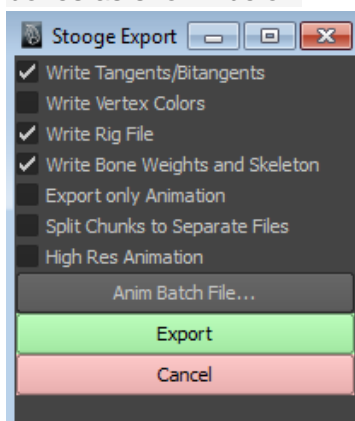 Stooge Export
Write Tangents/Bitangents
Write Vertex Colors
Write Rig File
Write Bone Weights and Skeleton
Export only Animation
Split Chunks to Separate Files
High Res Animation
Anim Batch File...
Export
Cancel